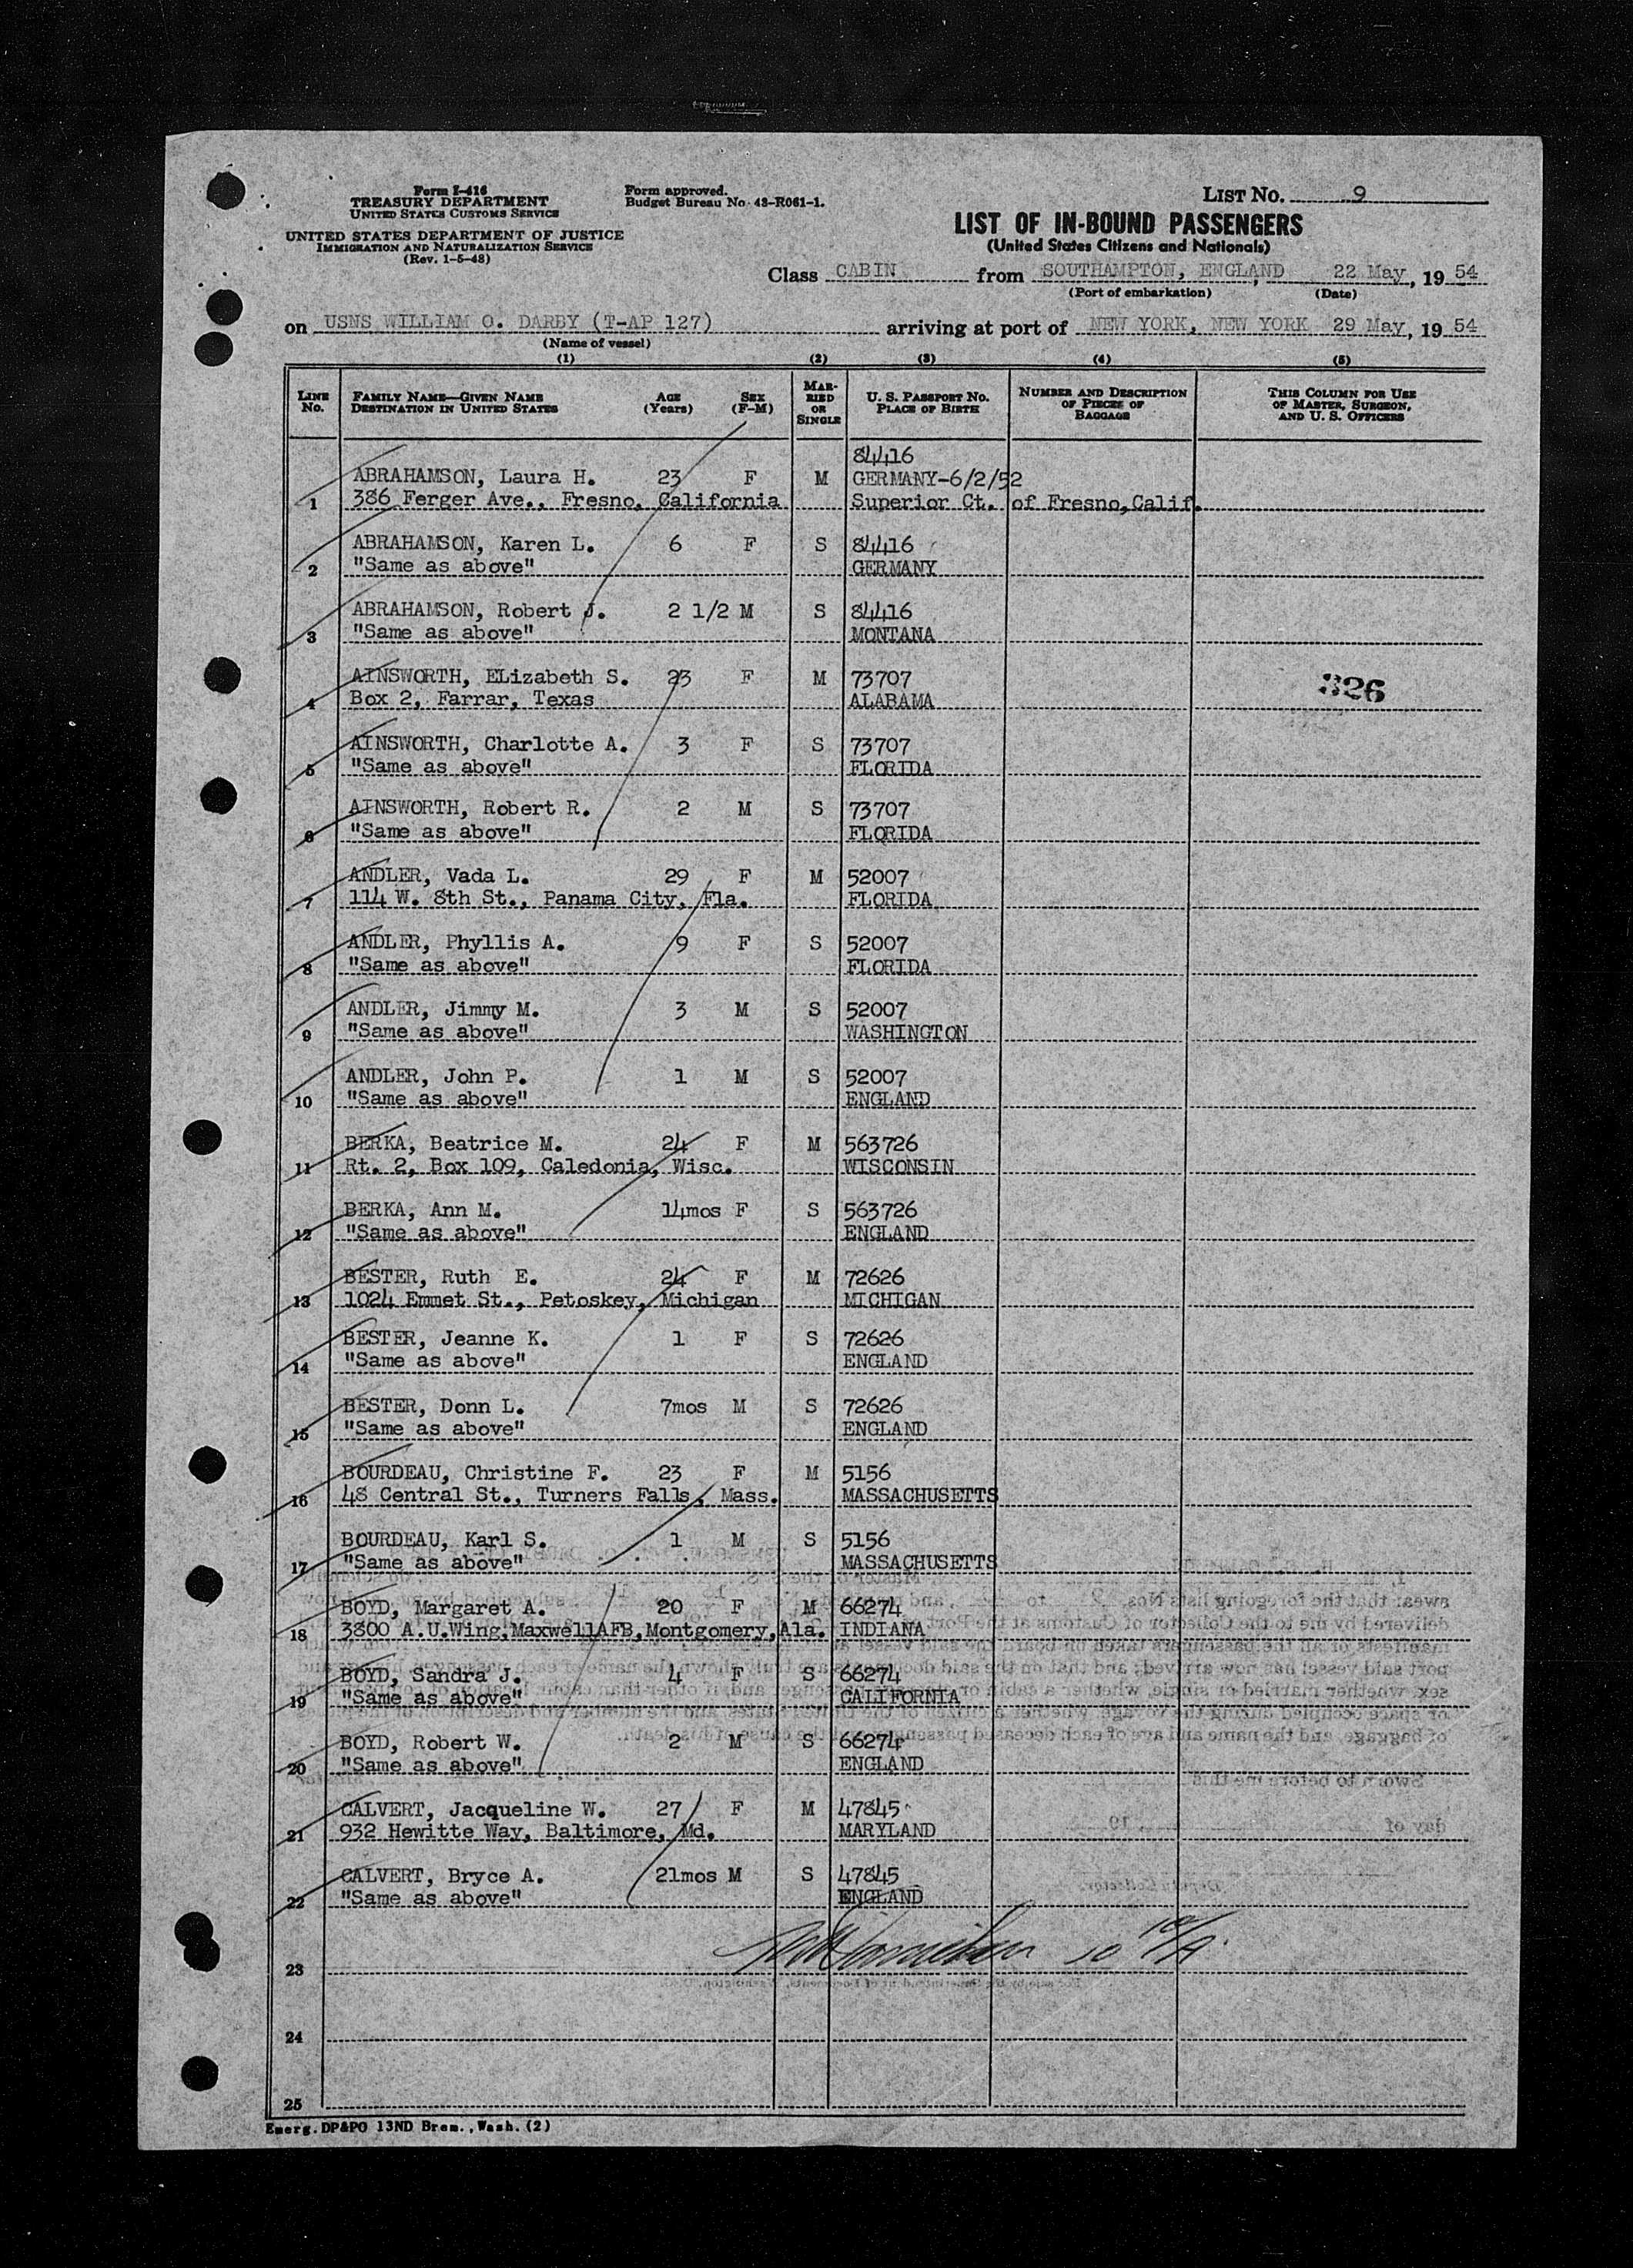 Form I-416
TREASURY DEPARTMENT
UNITED STATES CUSTOMS SERVICE
UNITED STATES DEPARTMENT OF JUSTICE
IMMIGRATION AND NATURALIZATION SERVICE
(Rev. 1-5-48)
Form approved.
Budget Bureau No. 43-R061-1.
LIST NO. 9
LIST OF IN-BOUND PASSENGERS
(United States Citizens and Nationals)
Class CABIN from SOUTHAMPTON, ENGLAND, 22 May, 19 54
(Port of embarkation) (Date)
on USNS WILLIAM O. DARBY (T-AP 127) arriving at port of NEW YORK, NEW YORK 29 May, 19 54
(Name of vessel)
(1) (2) (3) (4) (5)
LINE NO. FAMILY NAME—GIVEN NAME DESTINATION IN UNITED STATES AGE (Years) SEX (F-M) MARRIED OR SINGLE U. S. PASSPORT NO. PLACE OF BIRTH NUMBER AND DESCRIPTION OF PIECES OF BAGGAGE THIS COLUMN FOR USE OF MASTER, SURGEON, AND U. S. OFFICERS
84416
ABRAHAMSON, Laura H. 23 F M GERMANY-6/2/52
1 386 Ferger Ave., Fresno, California Superior Ct. of Fresno,Calif.
ABRAHAMSON, Karen L. 6 F S 84416
2 "Same as above" GERMANY
ABRAHAMSON, Robert J. 2 1/2 M S 84416
3 "Same as above" MONTANA
AINSWORTH, ELizabeth S. 23 F M 73707 326
4 Box 2, Farrar, Texas ALABAMA
AINSWORTH, Charlotte A. 3 F S 73707
5 "Same as above" FLORIDA
AINSWORTH, Robert R. 2 M S 73707
6 "Same as above" FLORIDA
ANDLER, Vada L. 29 F M 52007
7 114 W. 8th St., Panama City, Fla. FLORIDA
ANDLER, Phyllis A. 9 F S 52007
8 "Same as above" FLORIDA
ANDLER, Jimmy M. 3 M S 52007
9 "Same as above" WASHINGTON
ANDLER, John P. 1 M S 52007
10 "Same as above" ENGLAND
BERKA, Beatrice M. 24 F M 563726
11 Rt. 2, Box 109, Caledonia, Wisc. WISCONSIN
BERKA, Ann M. 14mos F S 563726
12 "Same as above" ENGLAND
BESTER, Ruth E. 24 F M 72626
13 1024 Emmet St., Petoskey, Michigan MICHIGAN
BESTER, Jeanne K. 1 F S 72626
14 "Same as above" ENGLAND
BESTER, Donn L. 7mos M S 72626
15 "Same as above" ENGLAND
BOURDEAU, Christine F. 23 F M 5156
16 48 Central St., Turners Falls, Mass. MASSACHUSETTS
BOURDEAU, Karl S. 1 M S 5156
17 "Same as above" MASSACHUSETTS
BOYD, Margaret A. 20 F M 66274
18 3800 A.U.Wing,MaxwellAFB,Montgomery,Ala. INDIANA
BOYD, Sandra J. 4 F S 66274
19 "Same as above" CALIFORNIA
BOYD, Robert W. 2 M S 66274
20 "Same as above" ENGLAND
CALVERT, Jacqueline W. 27 F M 47845
21 932 Hewitte Way, Baltimore, Md. MARYLAND
CALVERT, Bryce A. 21mos M S 47845
22 "Same as above" ENGLAND
23
24
25
Emerg. DP&PO 13ND Brem., Wash. (2)